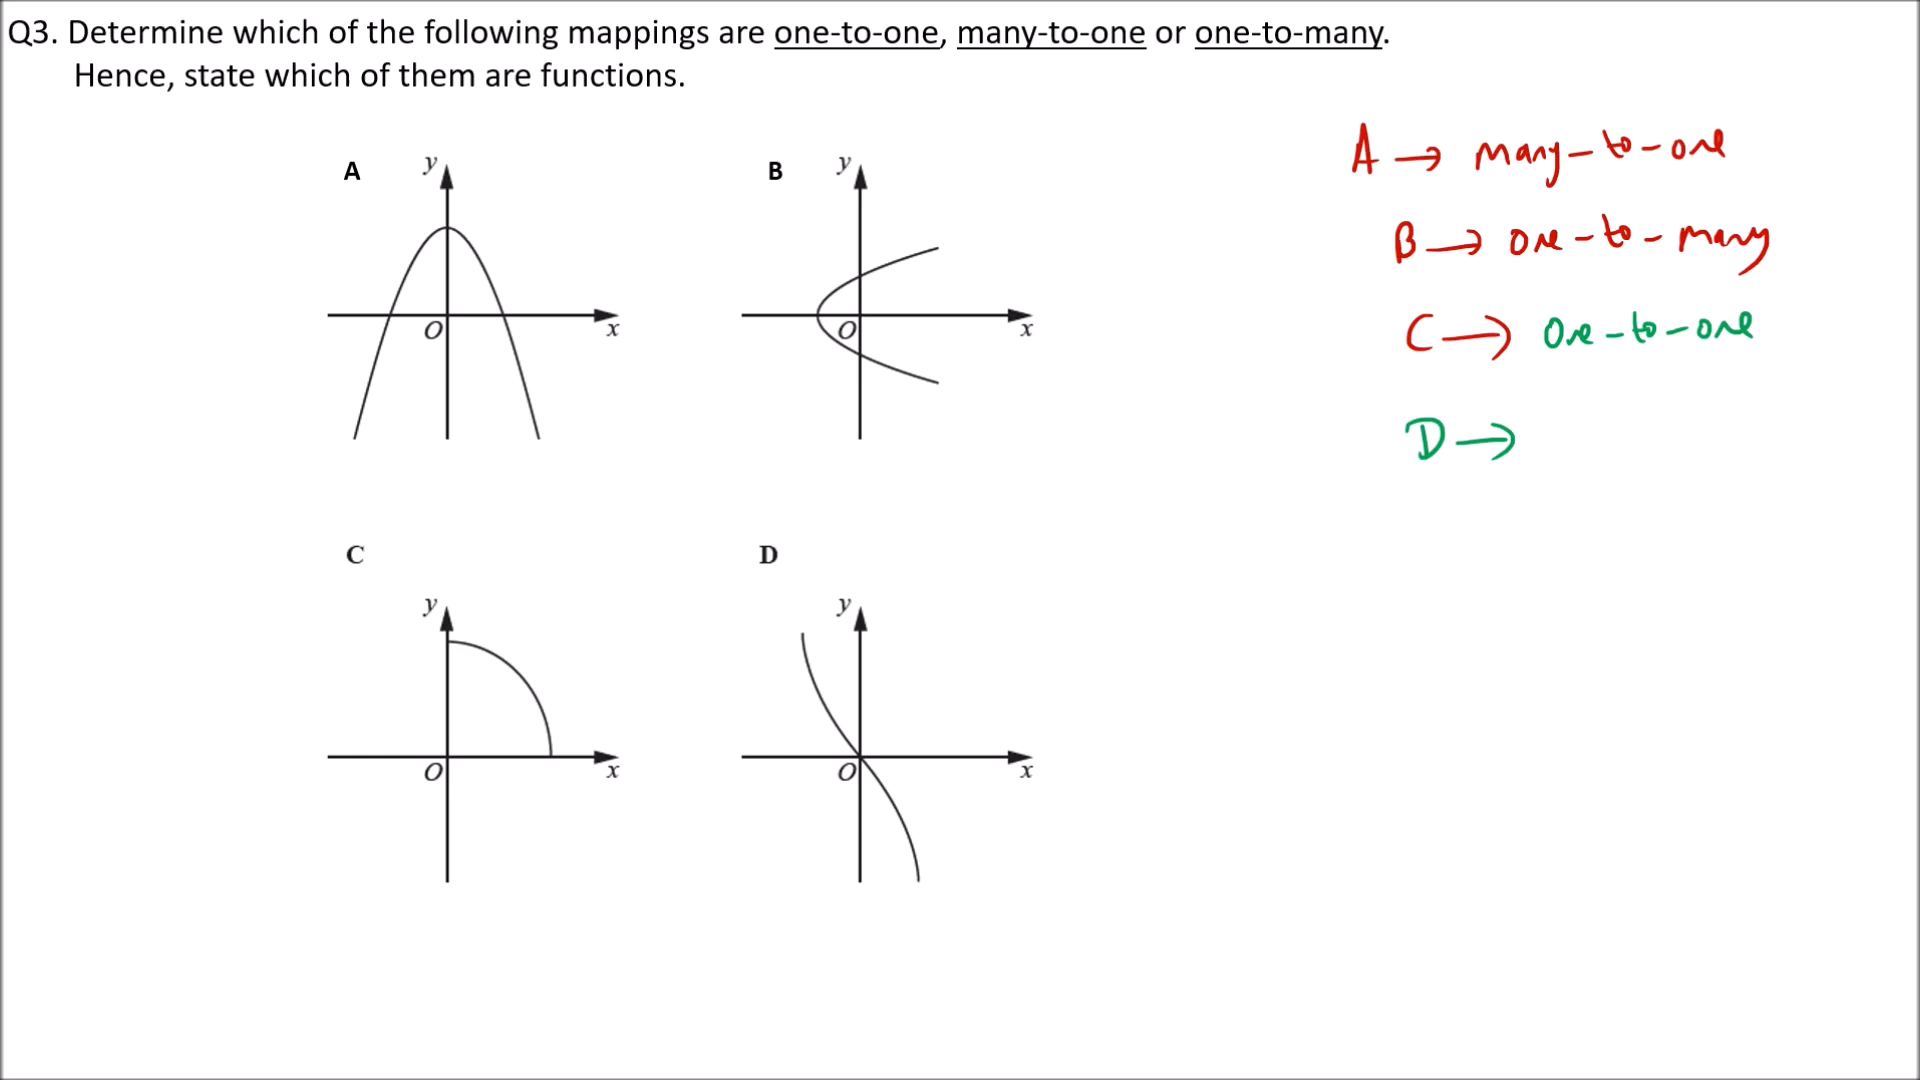 Q3. Determine which of the following mappings are one-to-one, many-to-one or one-to-many.
Hence, state which of them are functions.
A
y
O
x
B
y
O
x
C
y
O
x
D
y
O
x
A → many-to-one
B → one-to-many
C → One-to-one
D →